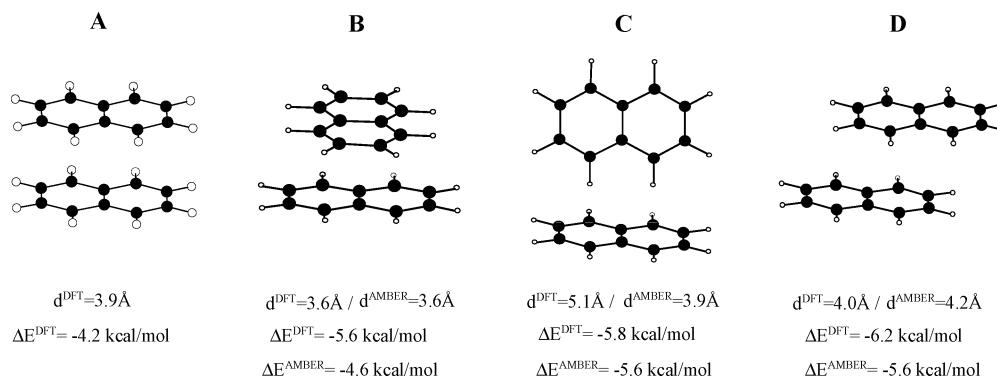 A B C D
d^DFT=3.9Å d^DFT=3.6Å / d^AMBER=3.6Å d^DFT=5.1Å / d^AMBER=3.9Å d^DFT=4.0Å / d^AMBER=4.2Å
ΔE^DFT= -4.2 kcal/mol ΔE^DFT= -5.6 kcal/mol ΔE^DFT= -5.8 kcal/mol ΔE^DFT= -6.2 kcal/mol
ΔE^AMBER= -4.6 kcal/mol ΔE^AMBER= -5.6 kcal/mol ΔE^AMBER= -5.6 kcal/mol